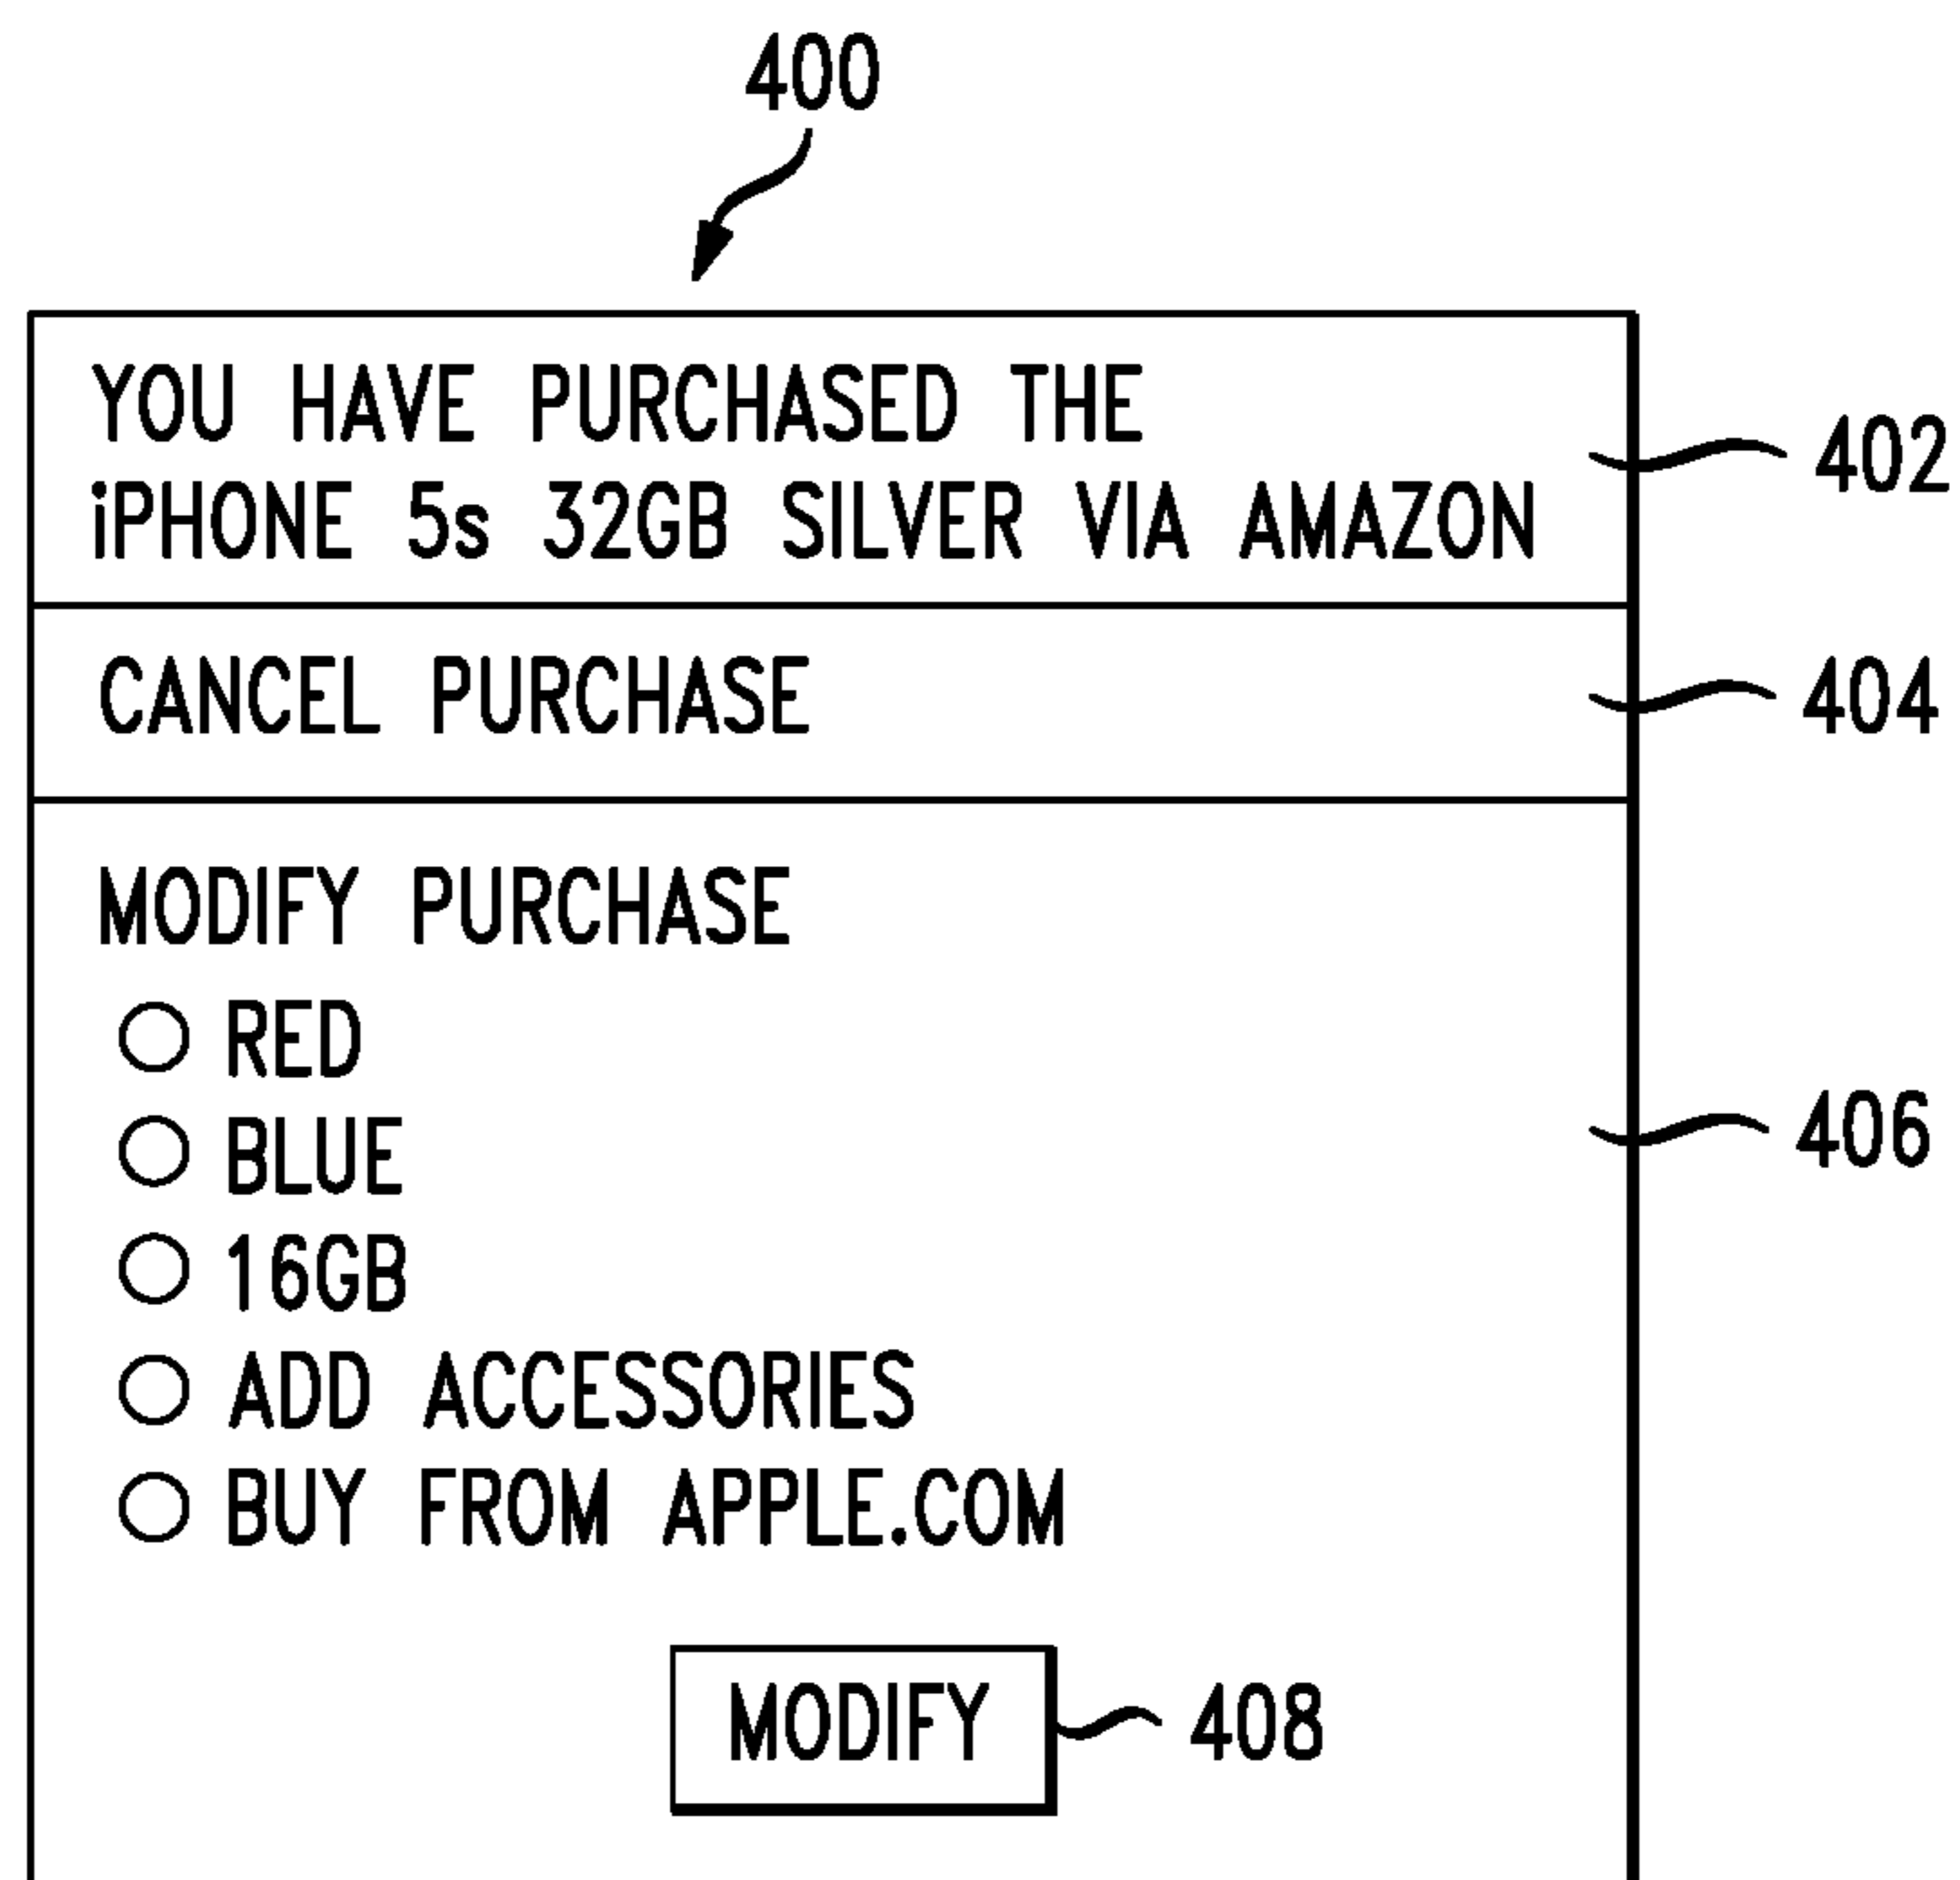 400
YOU HAVE PURCHASED THE
iPHONE 5s 32GB SILVER VIA AMAZON
402
CANCEL PURCHASE
404
MODIFY PURCHASE
RED
BLUE
406
16GB
ADD ACCESSORIES
BUY FROM APPLE.COM
MODIFY
408